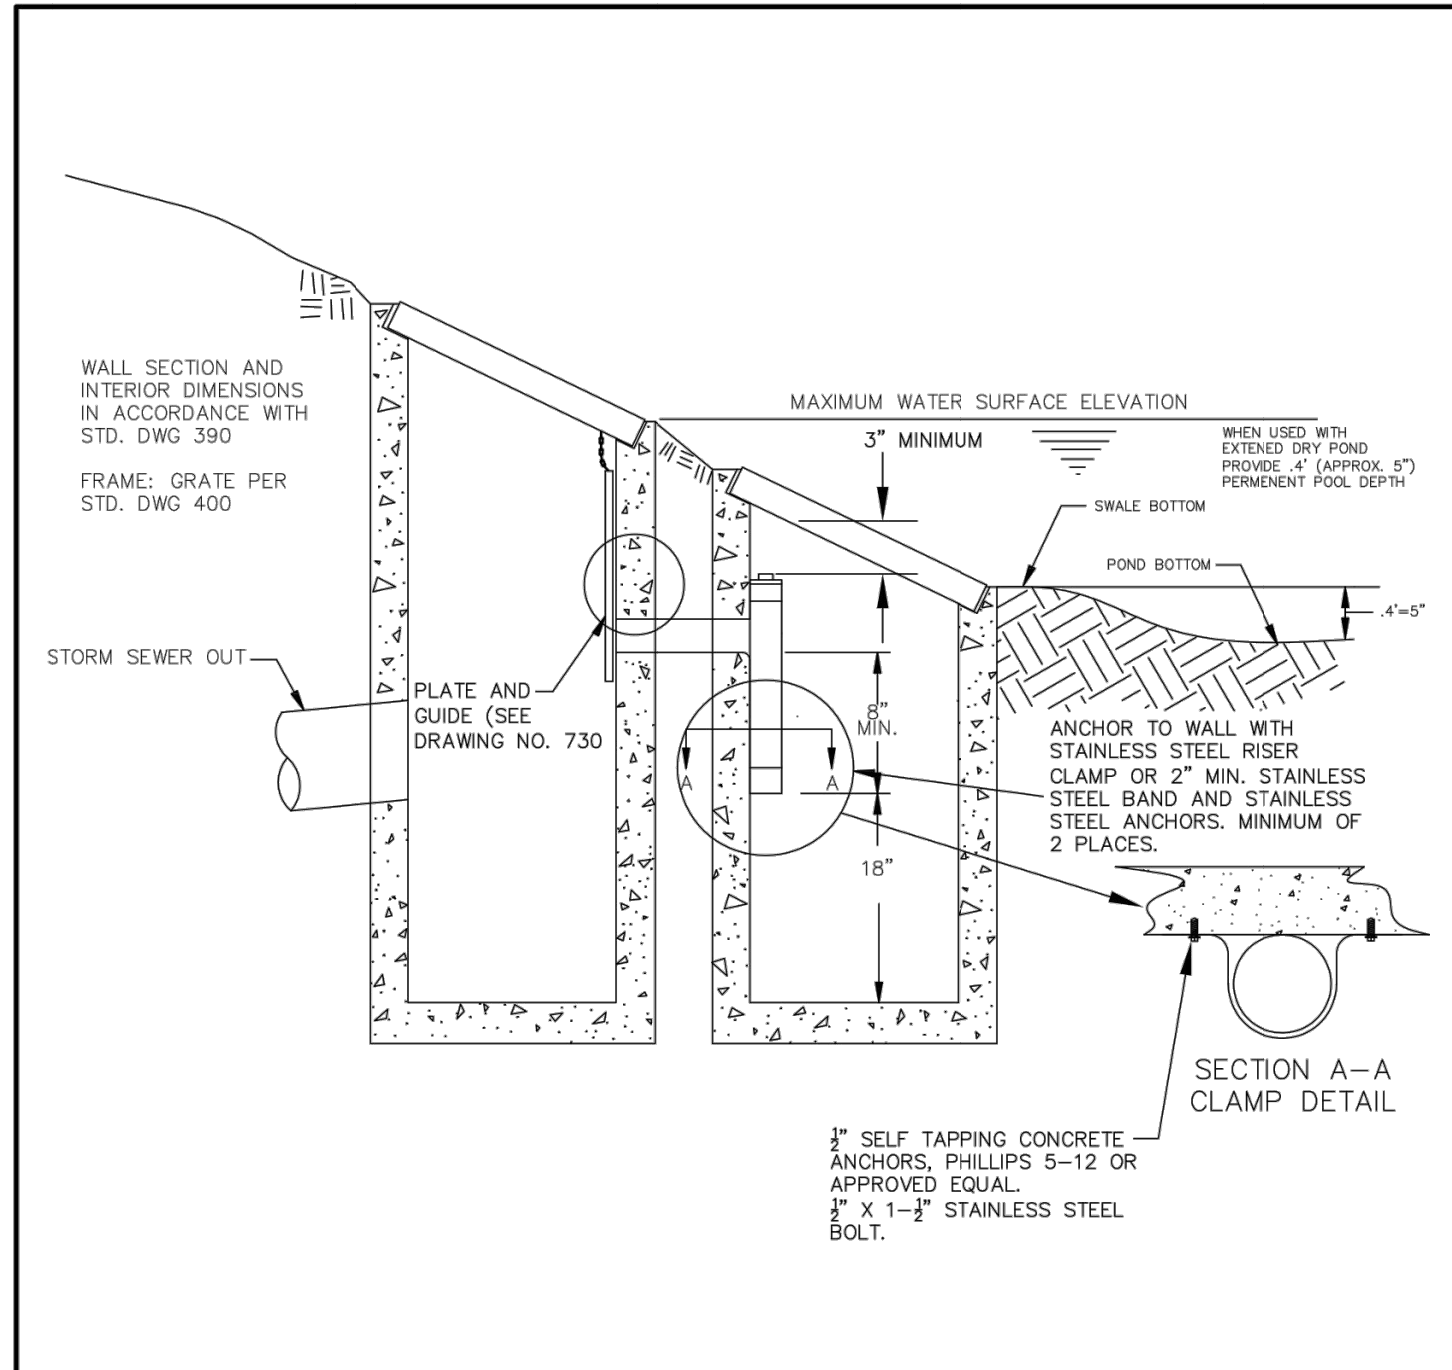 WALL SECTION AND
INTERIOR DIMENSIONS
IN ACCORDANCE WITH
STD. DWG 390
FRAME: GRATE PER
STD. DWG 400
MAXIMUM WATER SURFACE ELEVATION
3” MINIMUM
WHEN USED WITH
EXTENED DRY POND
PROVIDE .4' (APPROX. 5”)
PERMENENT POOL DEPTH
SWALE BOTTOM
POND BOTTOM
.4'=5”
STORM SEWER OUT
PLATE AND
GUIDE (SEE
DRAWING NO. 730
8”
MIN.
A
A
18”
ANCHOR TO WALL WITH
STAINLESS STEEL RISER
CLAMP OR 2” MIN. STAINLESS
STEEL BAND AND STAINLESS
STEEL ANCHORS. MINIMUM OF
2 PLACES.
SECTION A–A
CLAMP DETAIL
½” SELF TAPPING CONCRETE
ANCHORS, PHILLIPS 5–12 OR
APPROVED EQUAL.
½” X 1–½” STAINLESS STEEL
BOLT.